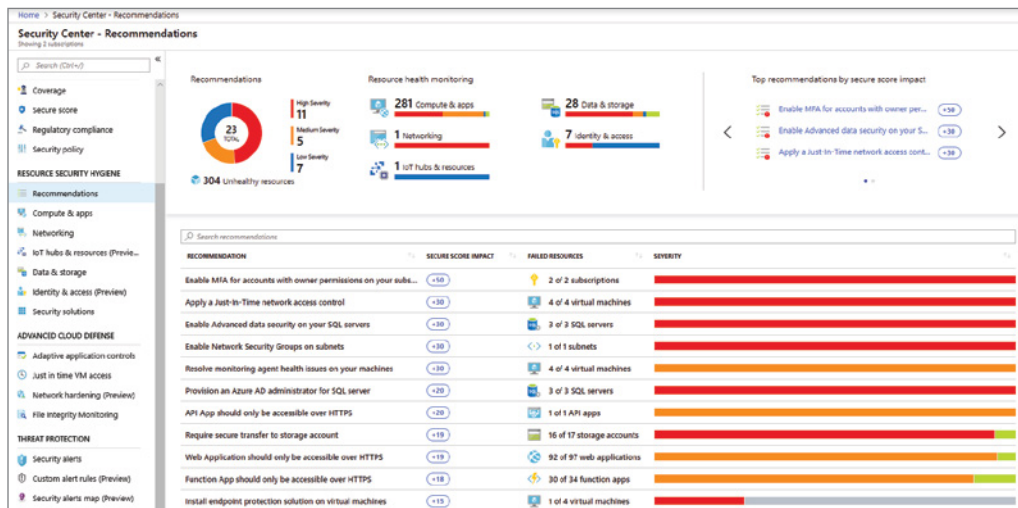 Home > Security Center - Recommendations
Security Center - Recommendations
Showing 2 subscriptions
Search (Ctrl+/)
«
Coverage
Secure score
Regulatory compliance
Security policy
RESOURCE SECURITY HYGIENE
Recommendations
Compute & apps
Networking
IoT hubs & resources (Previe...
Data & storage
Identity & access (Preview)
Security solutions
ADVANCED CLOUD DEFENSE
Adaptive application controls
Just in time VM access
Network hardening (Preview)
File Integrity Monitoring
THREAT PROTECTION
Security alerts
Custom alert rules (Preview)
Security alerts map (Preview)
Recommendations
23
TOTAL
High Severity
11
Medium Severity
5
Low Severity
7
304 Unhealthy resources
Resource health monitoring
281 Compute & apps
28 Data & storage
1 Networking
7 Identity & access
1 IoT hubs & resources
Top recommendations by secure score impact
Enable MFA for accounts with owner per... +50
Enable Advanced data security on your S... +30
Apply a Just-In-Time network access cont... +30
Search recommendations
RECOMMENDATION SECURE SCORE IMPACT FAILED RESOURCES SEVERITY
Enable MFA for accounts with owner permissions on your subs... +50 2 of 2 subscriptions
Apply a Just-In-Time network access control +30 4 of 4 virtual machines
Enable Advanced data security on your SQL servers +30 3 of 3 SQL servers
Enable Network Security Groups on subnets +30 1 of 1 subnets
Resolve monitoring agent health issues on your machines +30 4 of 4 virtual machines
Provision an Azure AD administrator for SQL server +20 3 of 3 SQL servers
API App should only be accessible over HTTPS +20 1 of 1 API apps
Require secure transfer to storage account +19 16 of 17 storage accounts
Web Application should only be accessible over HTTPS +19 92 of 97 web applications
Function App should only be accessible over HTTPS +18 30 of 34 function apps
Install endpoint protection solution on virtual machines +15 1 of 4 virtual machines